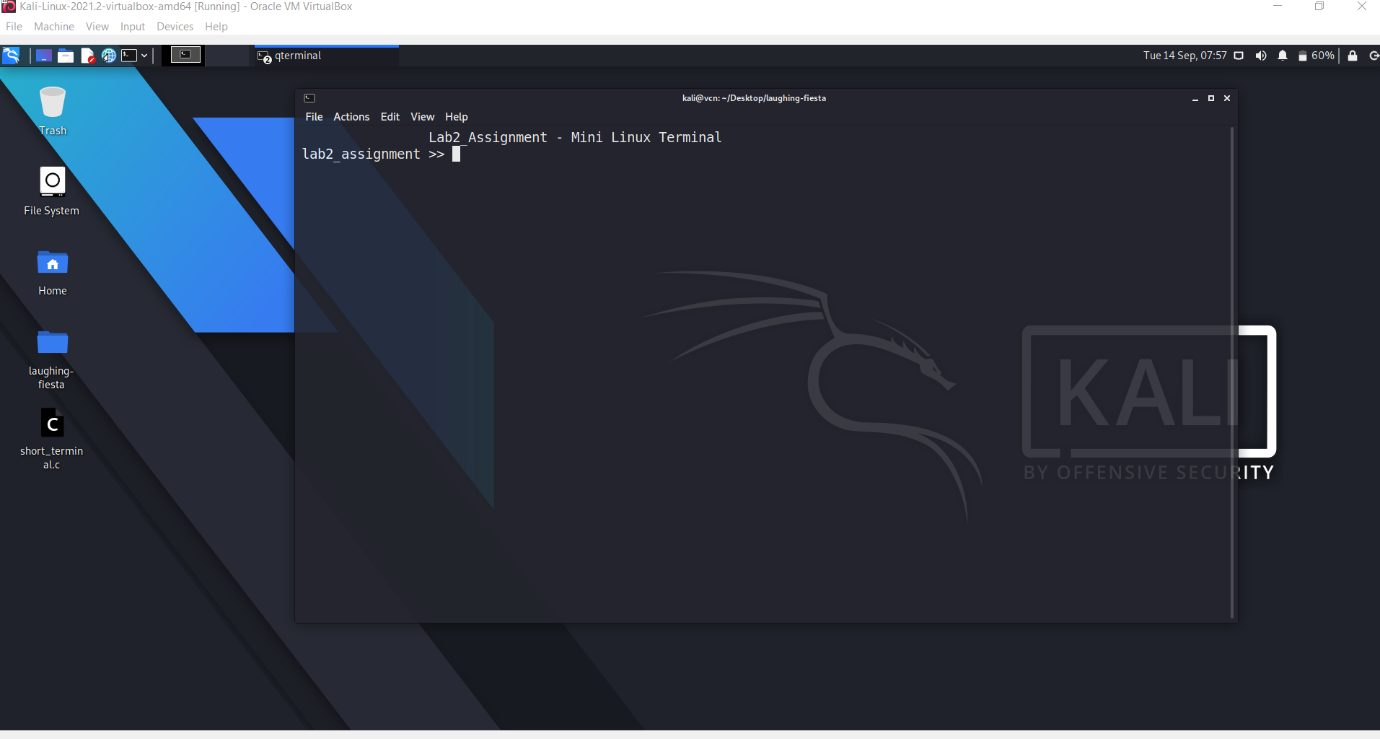 Kali-Linux-2021.2-virtualbox-amd64 [Running] - Oracle VM VirtualBox
File Machine View Input Devices Help
qterminal
2
Tue 14 Sep, 07:57
60%
kali@vcn: ~/Desktop/laughing-fiesta
File Actions Edit View Help
Lab2_Assignment - Mini Linux Terminal
lab2_assignment >>
Trash
File System
Home
laughing-
fiesta
C
short_termin
al.c
KALI
BY OFFENSIVE SECURITY